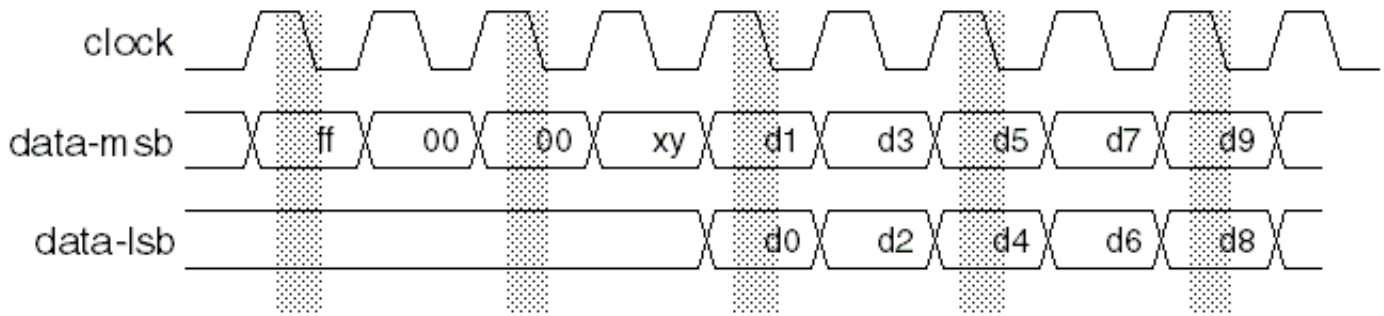 clock
data-msb ff 00 00 xy d1 d3 d5 d7 d9
data-lsb d0 d2 d4 d6 d8